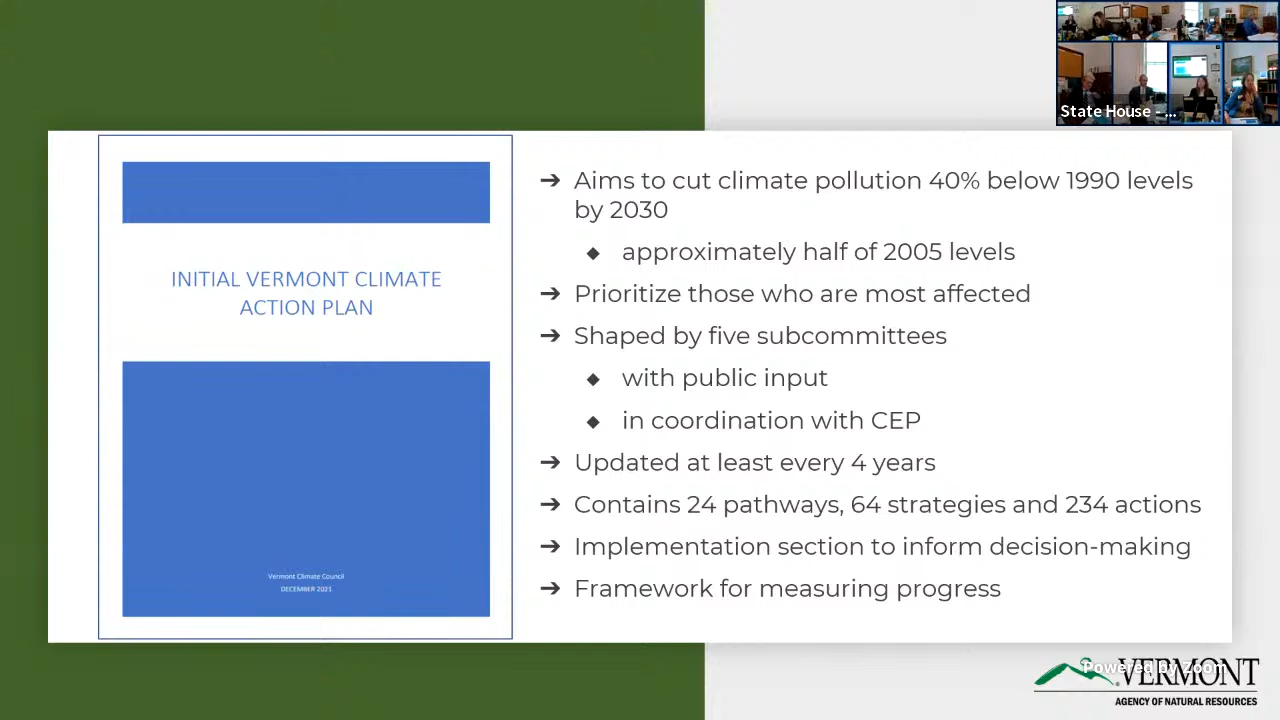 State House - ...
INITIAL VERMONT CLIMATE
ACTION PLAN
Vermont Climate Council
DECEMBER 2021
➔ Aims to cut climate pollution 40% below 1990 levels
by 2030
◆ approximately half of 2005 levels
➔ Prioritize those who are most affected
➔ Shaped by five subcommittees
◆ with public input
◆ in coordination with CEP
➔ Updated at least every 4 years
➔ Contains 24 pathways, 64 strategies and 234 actions
➔ Implementation section to inform decision-making
➔ Framework for measuring progress
Powered by Zoom
VERMONT
AGENCY OF NATURAL RESOURCES